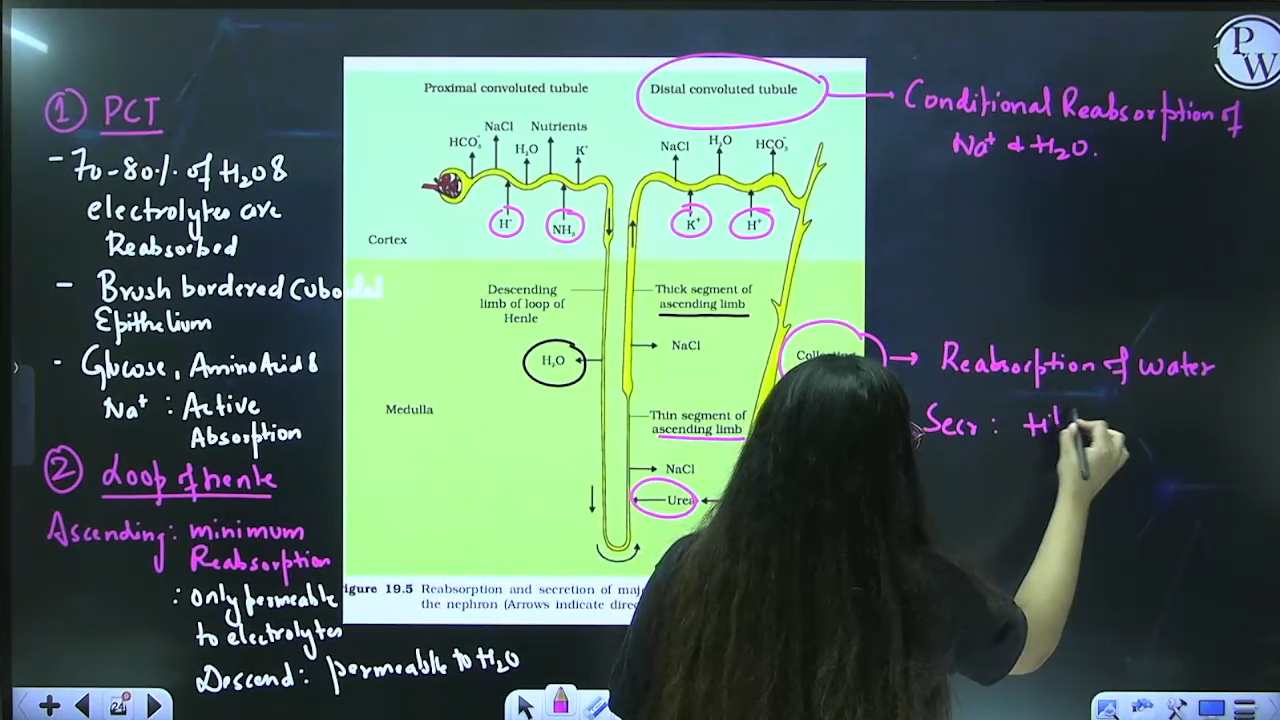 ① PCT
- 70-80% of H₂O &
electrolytes are
Reabsorbed
- Brush bordered Cuboidal
Epithelium
- Glucose, Amino Acid &
Na⁺ : Active
Absorption
② Loop of henle
Ascending: minimum
Reabsorption
: only permeable
to electrolytes
Descend: permeable to H₂O
Proximal convoluted tubule
Distal convoluted tubule
HCO₃⁻ NaCl H₂O Nutrients K⁺
NaCl H₂O HCO₃⁻
H⁺ NH₃ K⁺ H⁺
Cortex
Descending
limb of loop of
Henle
Thick segment of
ascending limb
H₂O
NaCl
Medulla
Thin segment of
ascending limb
NaCl
Urea
igure 19.5 Reabsorption and secretion of
the nephron (Arrows indicate
Conditional Reabsorption of
Na⁺ & H₂O.
Reabsorption of water
Secr :
PW
24